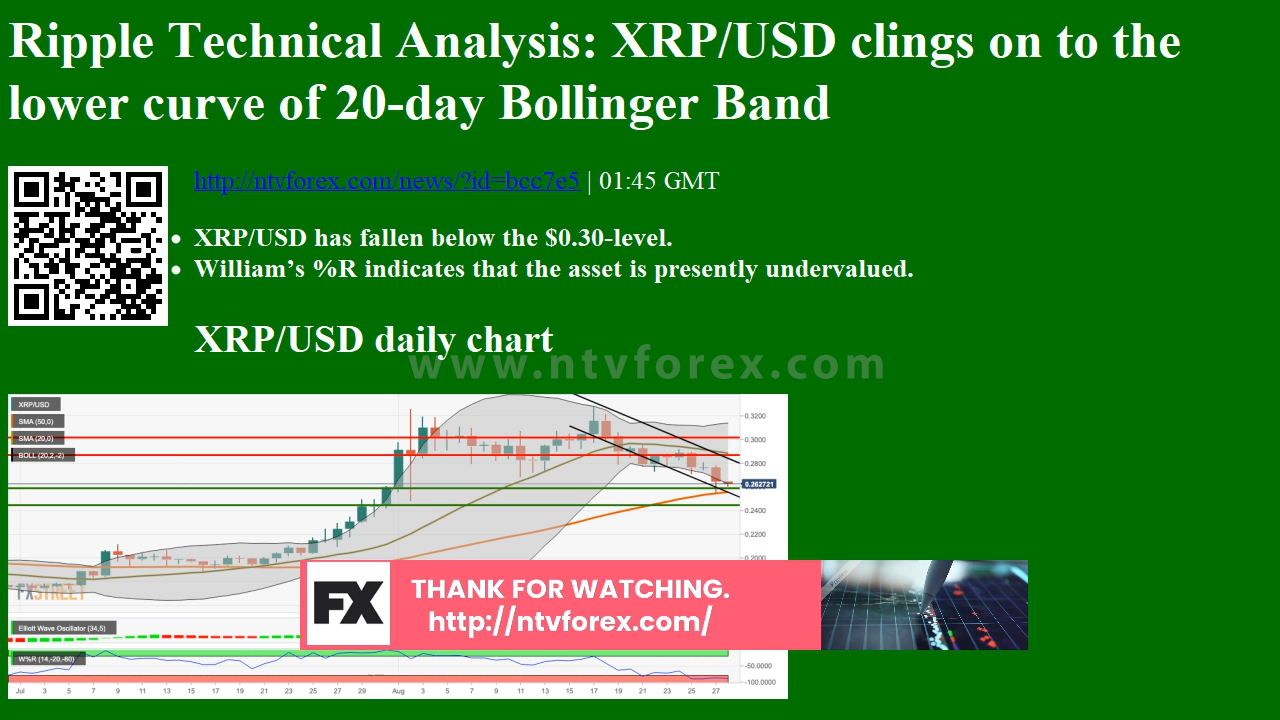 Ripple Technical Analysis: XRP/USD clings on to the
lower curve of 20-day Bollinger Band
http://ntvforex.com/news/?id=bcc7e5 | 01:45 GMT
XRP/USD has fallen below the $0.30-level.
William’s %R indicates that the asset is presently undervalued.
XRP/USD daily chart
www.ntvforex.com
XRP/USD
SMA (50,0)
SMA (20,0)
BOLL (20,2,-2)
0.3200
0.3000
0.2800
0.262721
0.2400
0.2200
0.2000
FXSTREET
Elliott Wave Oscillator (34,5)
W%R (14,-20,-80)
-50.0000
-100.0000
Jul 3 5 7 9 11 13 15 17 19 21 23 25 27 29 31 Aug 3 5 7 9 11 13 15 17 19 21 23 25 27
FX
THANK FOR WATCHING.
http://ntvforex.com/